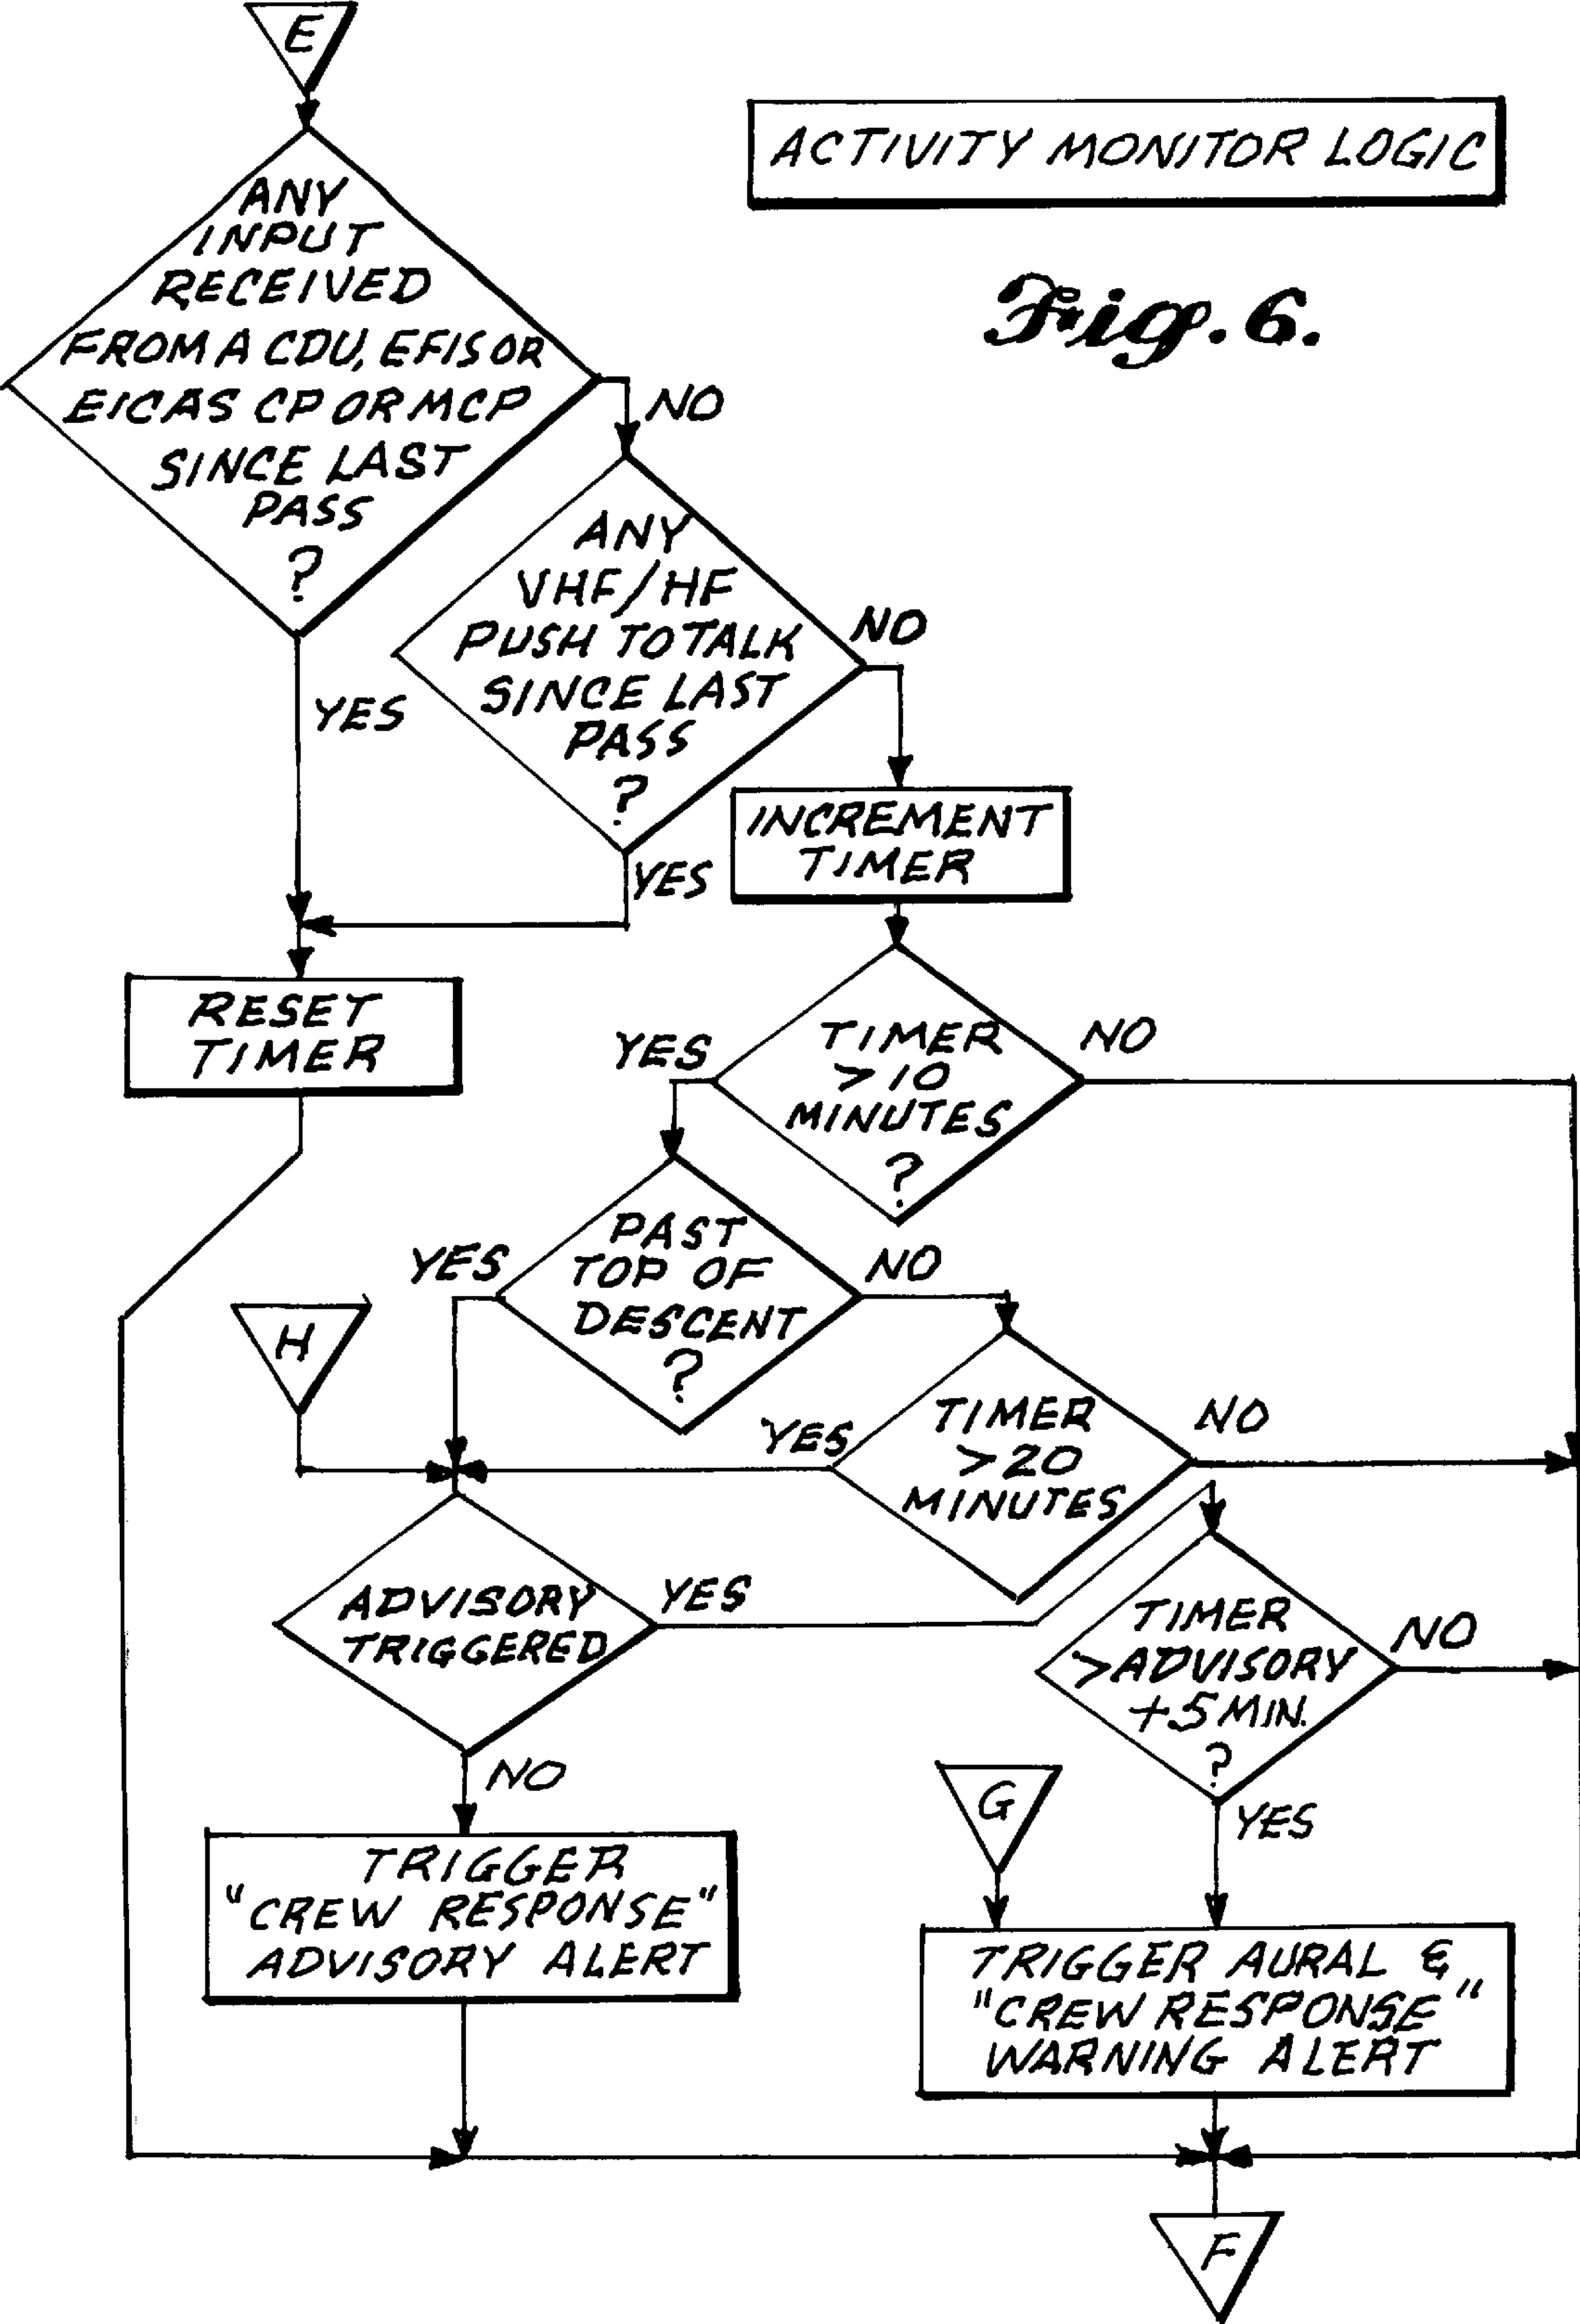 E
ACTIVITY MONITOR LOGIC
Fig. 6.
ANY
INPUT
RECEIVED
FROM A CDU, EFIS OR
EICAS CP OR MCP
SINCE LAST
PASS
?
NO
YES
ANY
VHF/HF
PUSH TO TALK
SINCE LAST
PASS
?
NO
YES
INCREMENT
TIMER
RESET
TIMER
TIMER
>10
MINUTES
?
YES
NO
PAST
TOP OF
DESCENT
?
YES
NO
H
TIMER
>20
MINUTES
YES
NO
ADVISORY
TRIGGERED
YES
NO
TIMER
>ADVISORY
+5 MIN.
?
NO
YES
G
TRIGGER
"CREW RESPONSE"
ADVISORY ALERT
TRIGGER AURAL &
"CREW RESPONSE"
WARNING ALERT
F